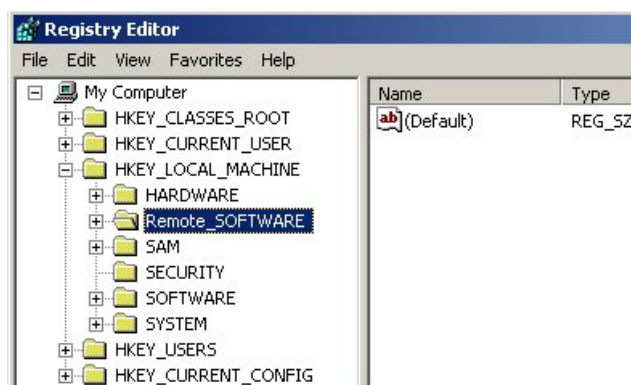 Registry Editor
File Edit View Favorites Help
My Computer
HKEY_CLASSES_ROOT
HKEY_CURRENT_USER
HKEY_LOCAL_MACHINE
HARDWARE
Remote_SOFTWARE
SAM
SECURITY
SOFTWARE
SYSTEM
HKEY_USERS
HKEY_CURRENT_CONFIG
Name Type
ab (Default) REG_SZ